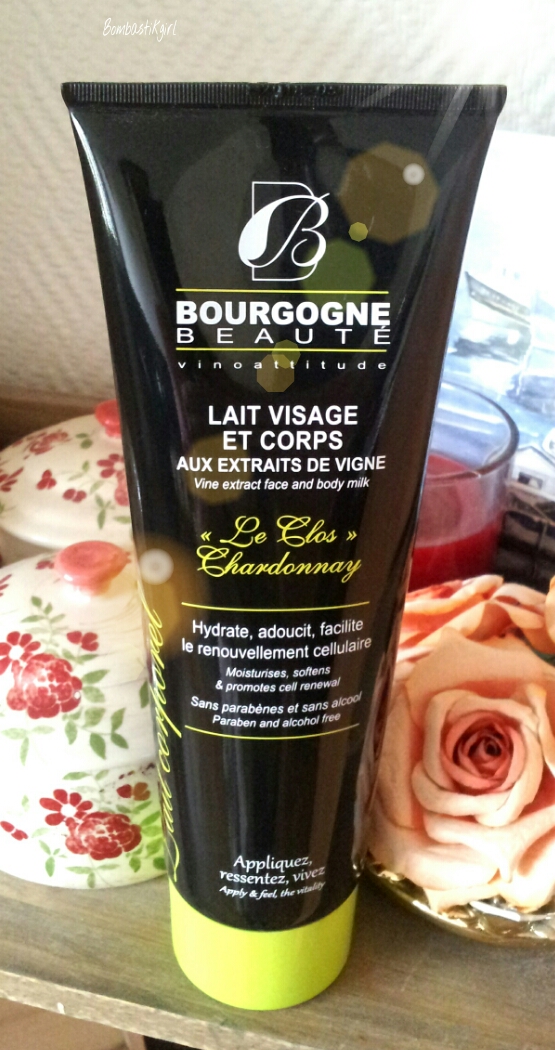 BombastiKgirl
B
BOURGOGNE
BEAUTÉ
vinoattitude
LAIT VISAGE
ET CORPS
AUX EXTRAITS DE VIGNE
Vine extract face and body milk
« Le Clos »
Chardonnay
Hydrate, adoucit, facilite
le renouvellement cellulaire
Moisturises, softens
& promotes cell renewal
Sans parabènes et sans alcool
Paraben and alcohol free
Lait corporel
Appliquez,
ressentez, vivez
Apply & feel, the vitality